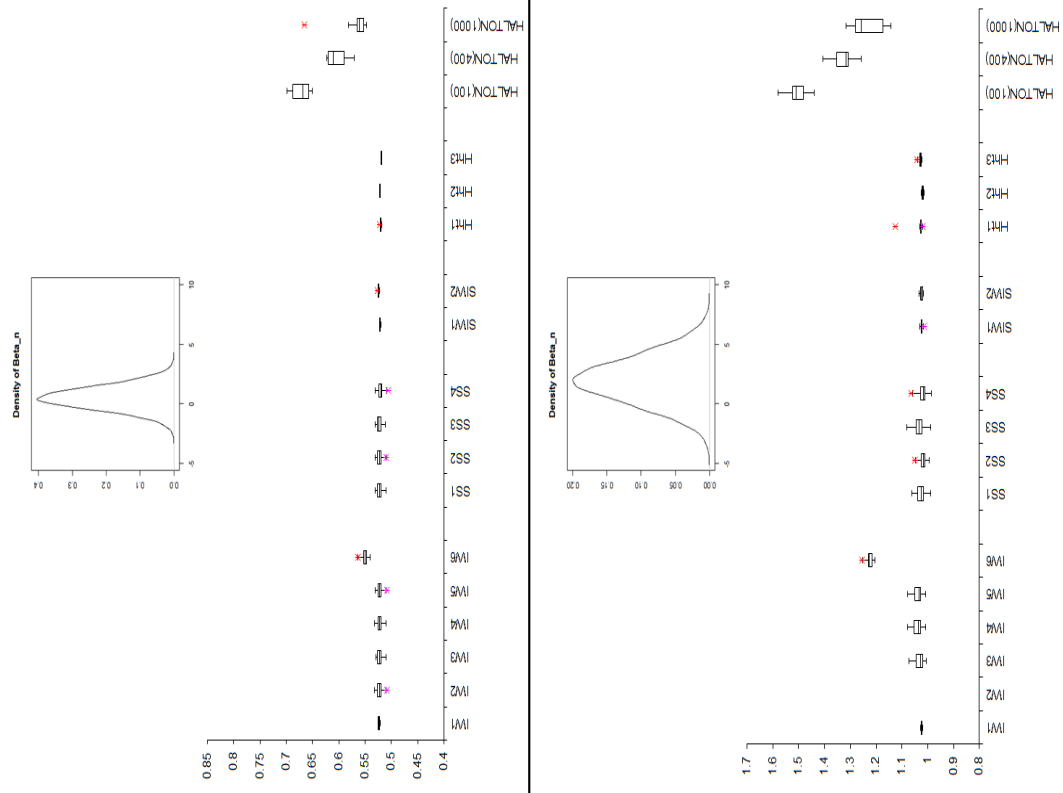 HALTON(1000)
HALTON(400)
HALTON(100)
Hht3
Hht2
Hht1
SIW2
SIW1
SS4
SS3
SS2
SS1
IW6
IW5
IW4
IW3
IW2
IW1
0.85
0.8
0.75
0.7
0.65
0.6
0.55
0.5
0.45
0.4
Density of Beta_n
10
5
0
-5
0.4
0.3
0.2
0.1
0.0
HALTON(1000)
HALTON(400)
HALTON(100)
Hht3
Hht2
Hht1
SIW2
SIW1
SS4
SS3
SS2
SS1
IW6
IW5
IW4
IW3
IW2
IW1
1.7
1.6
1.5
1.4
1.3
1.2
1.1
1
0.9
0.8
Density of Beta_n
10
5
0
-5
0.20
0.15
0.10
0.05
0.00